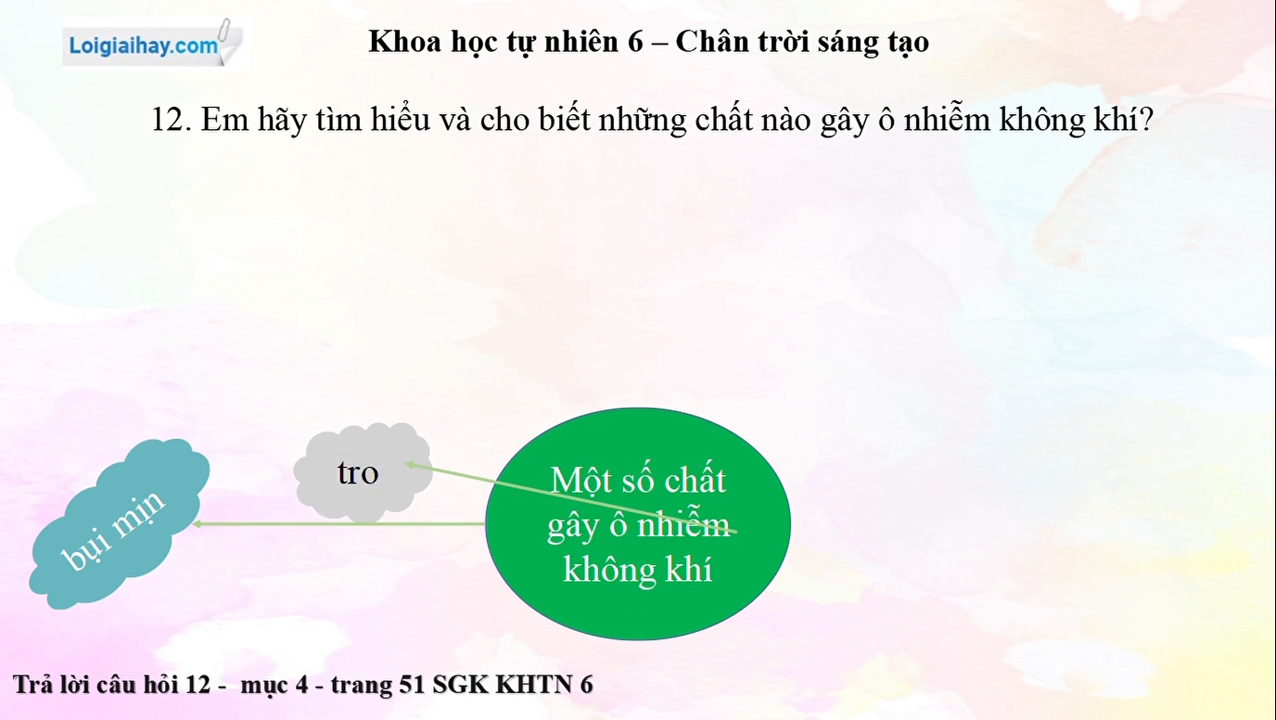 Loigiaihay.com
Khoa học tự nhiên 6 – Chân trời sáng tạo
12. Em hãy tìm hiểu và cho biết những chất nào gây ô nhiễm không khí?
bụi mịn
tro
Một số chất
gây ô nhiễm
không khí
Trả lời câu hỏi 12 - mục 4 - trang 51 SGK KHTN 6